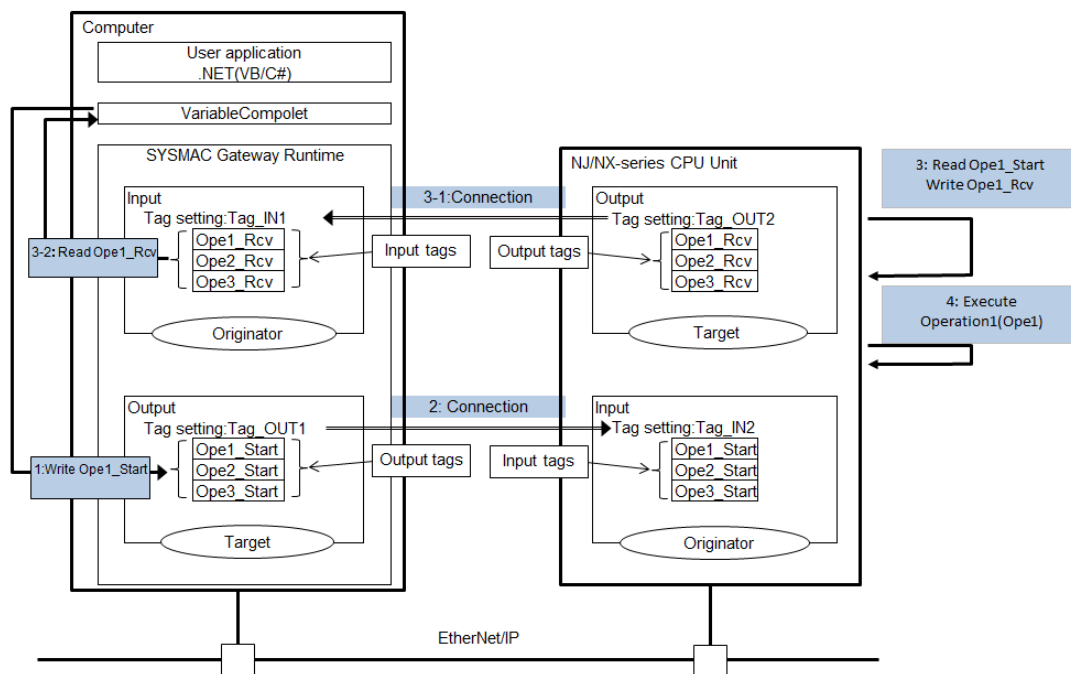 Computer
User application
.NET(VB/C#)
VariableCompolet
SYSMAC Gateway Runtime
Input
Tag setting:Tag_IN1
Ope1_Rcv
Ope2_Rcv
Ope3_Rcv
Originator
3-2: Read Ope1_Rcv
Input tags
3-1:Connection
Output tags
NJ/NX-series CPU Unit
Output
Tag setting:Tag_OUT2
Ope1_Rcv
Ope2_Rcv
Ope3_Rcv
Target
3: Read Ope1_Start
Write Ope1_Rcv
4: Execute
Operation1(Ope1)
Output
Tag setting:Tag_OUT1
Ope1_Start
Ope2_Start
Ope3_Start
Target
1:Write Ope1_Start
Output tags
2: Connection
Input tags
Input
Tag setting:Tag_IN2
Ope1_Start
Ope2_Start
Ope3_Start
Originator
EtherNet/IP